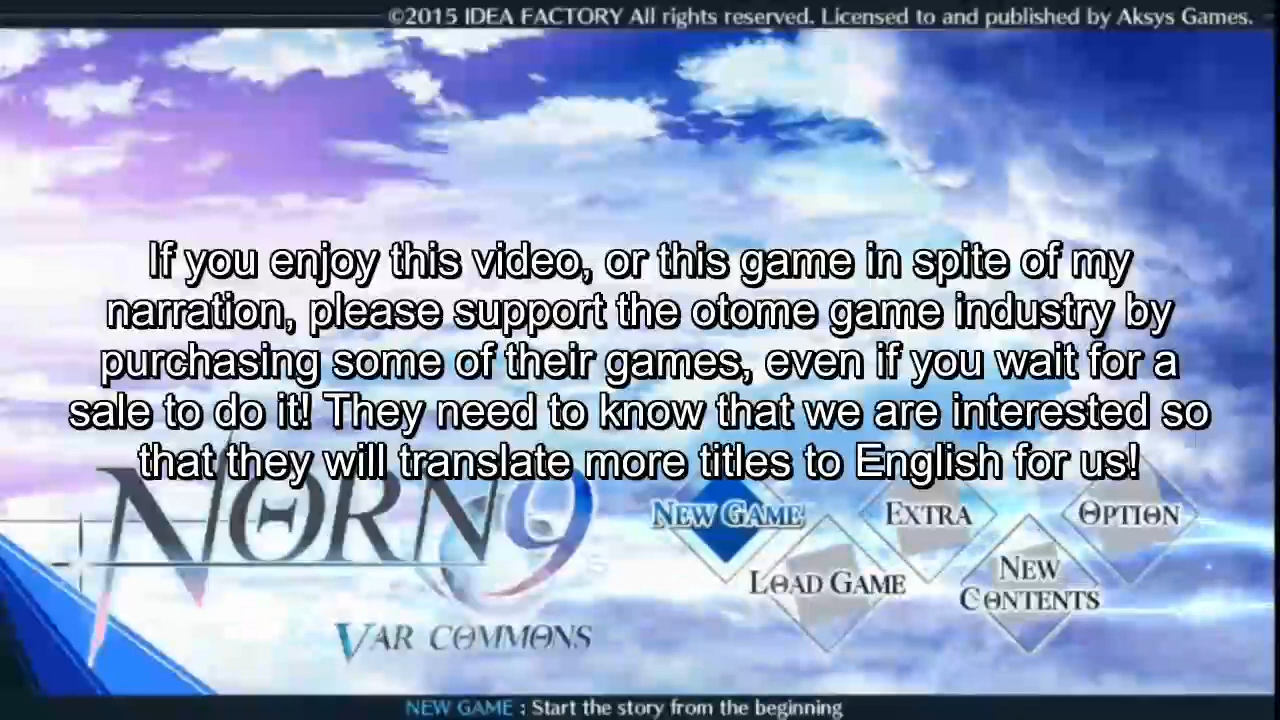 ©2015 IDEA FACTORY All rights reserved. Licensed to and published by Aksys Games.
If you enjoy this video, or this game in spite of my
narration, please support the otome game industry by
purchasing some of their games, even if you wait for a
sale to do it! They need to know that we are interested so
that they will translate more titles to English for us!
NORN9
VAR COMMONS
NEW GAME
EXTRA
OPTION
LOAD GAME
NEW
CONTENTS
NEW GAME : Start the story from the beginning